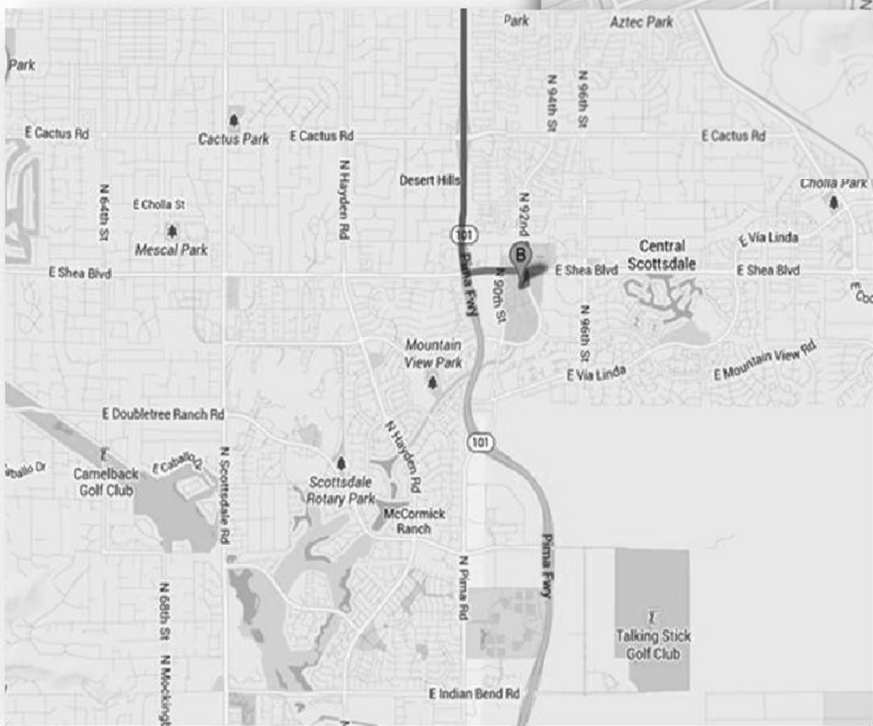 Park
Aztec Park
Park
N 94th St
N 96th St
E Cactus Rd
Cactus Park
E Cactus Rd
E Cactus Rd
N Hayden Rd
Desert Hills
N 64th St
E Cholla St
Mescal Park
N 92nd
Cholla Park
101
E Via Linda
Central
Scottsdale
B
E Shea Blvd
E Shea Blvd
E Shea Blvd
Pima Fwy
N 90th St
N 96th St
Mountain
View Park
E Via Linda
E Mountain View Rd
E Doubletree Ranch Rd
N Hayden Rd
101
N Scottsdale Rd
Camelback
Golf Club
Scottsdale
Rotary Park
McCormick
Ranch
N Pima Rd
Pima Fwy
N 68th St
Talking Stick
Golf Club
E Indian Bend Rd